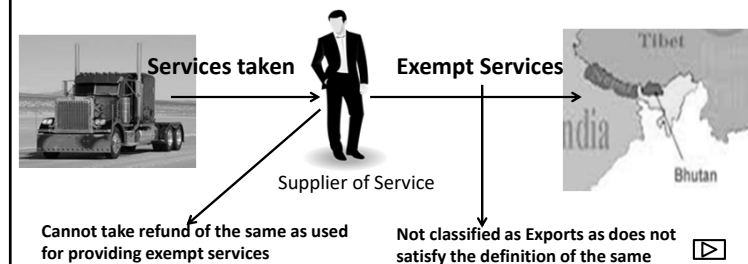 Tibet
Services taken
Exempt Services
India
Bhutan
Supplier of Service
Cannot take refund of the same as used
for providing exempt services
Not classified as Exports as does not
satisfy the definition of the same